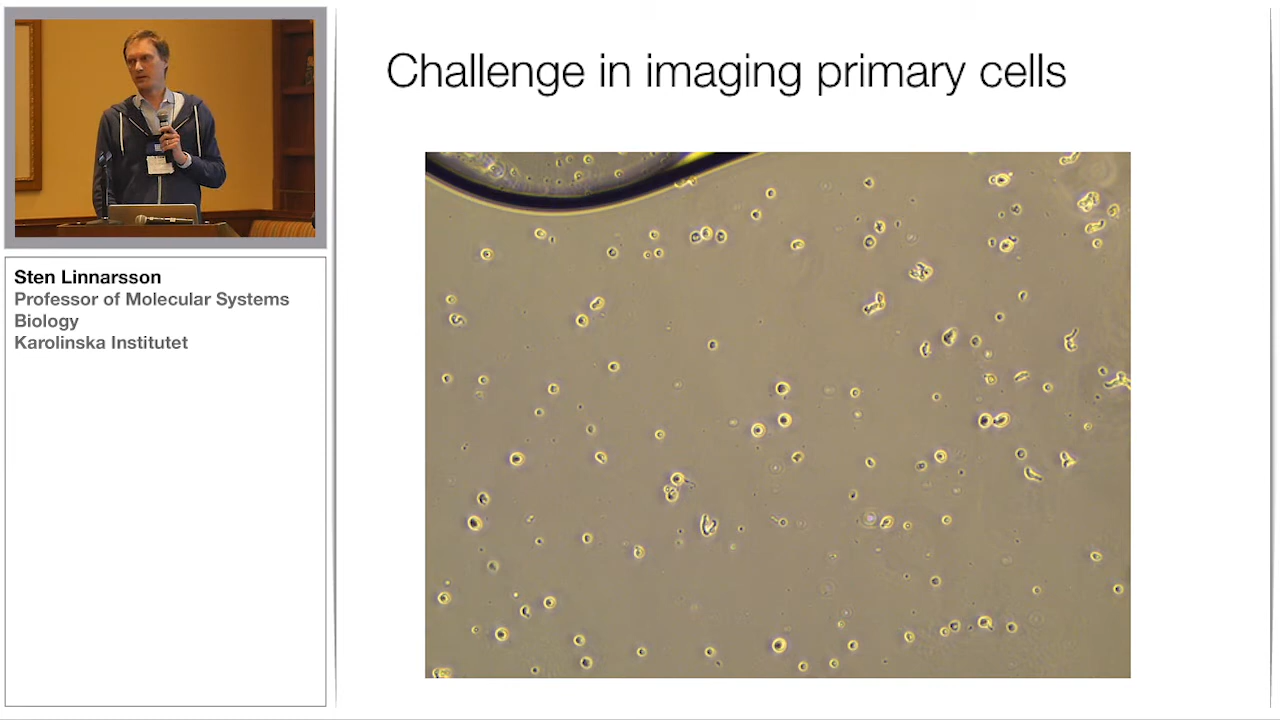 Challenge in imaging primary cells
Sten Linnarsson
Professor of Molecular Systems
Biology
Karolinska Institutet